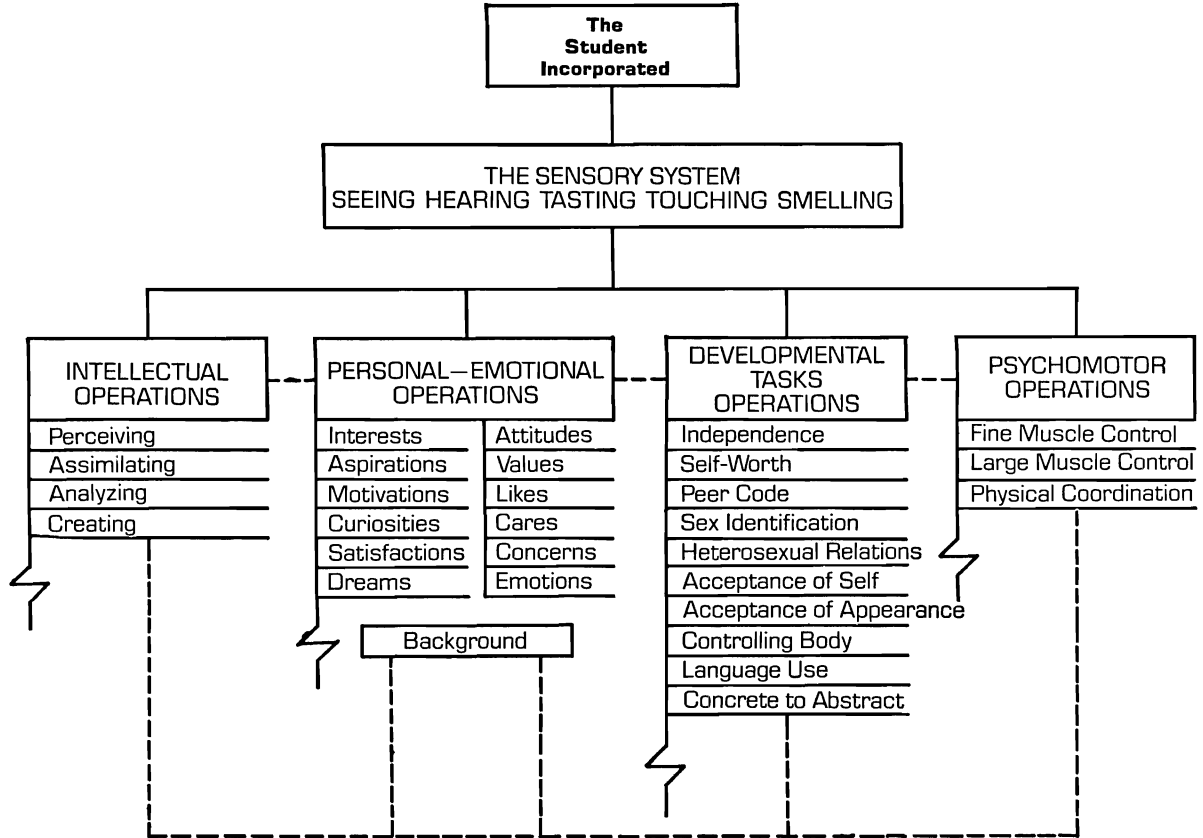 The
Student
Incorporated
THE SENSORY SYSTEM
SEEING HEARING TASTING TOUCHING SMELLING
INTELLECTUAL
OPERATIONS
Perceiving
Assimilating
Analyzing
Creating
PERSONAL—EMOTIONAL
OPERATIONS
Interests
Aspirations
Motivations
Curiosities
Satisfactions
Dreams
Attitudes
Values
Likes
Cares
Concerns
Emotions
Background
DEVELOPMENTAL
TASKS
OPERATIONS
Independence
Self-Worth
Peer Code
Sex Identification
Heterosexual Relations
Acceptance of Self
Acceptance of Appearance
Controlling Body
Language Use
Concrete to Abstract
PSYCHOMOTOR
OPERATIONS
Fine Muscle Control
Large Muscle Control
Physical Coordination